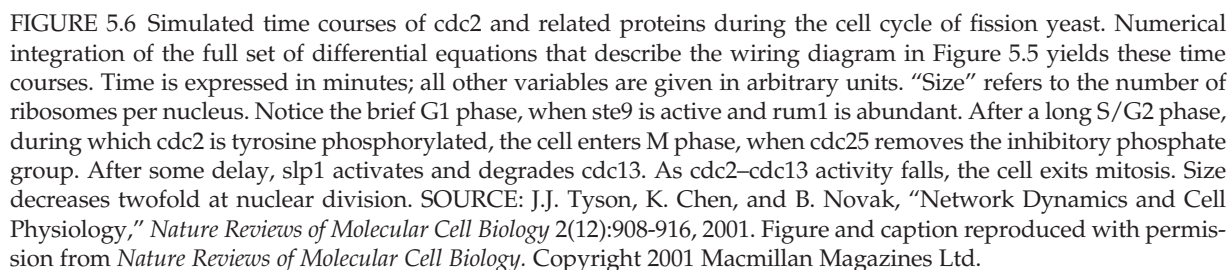 FIGURE 5.6 Simulated time courses of cdc2 and related proteins during the cell cycle of fission yeast. Numerical
integration of the full set of differential equations that describe the wiring diagram in Figure 5.5 yields these time
courses. Time is expressed in minutes; all other variables are given in arbitrary units. “Size” refers to the number of
ribosomes per nucleus. Notice the brief G1 phase, when ste9 is active and rum1 is abundant. After a long S/G2 phase,
during which cdc2 is tyrosine phosphorylated, the cell enters M phase, when cdc25 removes the inhibitory phosphate
group. After some delay, slp1 activates and degrades cdc13. As cdc2–cdc13 activity falls, the cell exits mitosis. Size
decreases twofold at nuclear division. SOURCE: J.J. Tyson, K. Chen, and B. Novak, “Network Dynamics and Cell
Physiology,” Nature Reviews of Molecular Cell Biology 2(12):908-916, 2001. Figure and caption reproduced with permis-
sion from Nature Reviews of Molecular Cell Biology. Copyright 2001 Macmillan Magazines Ltd.